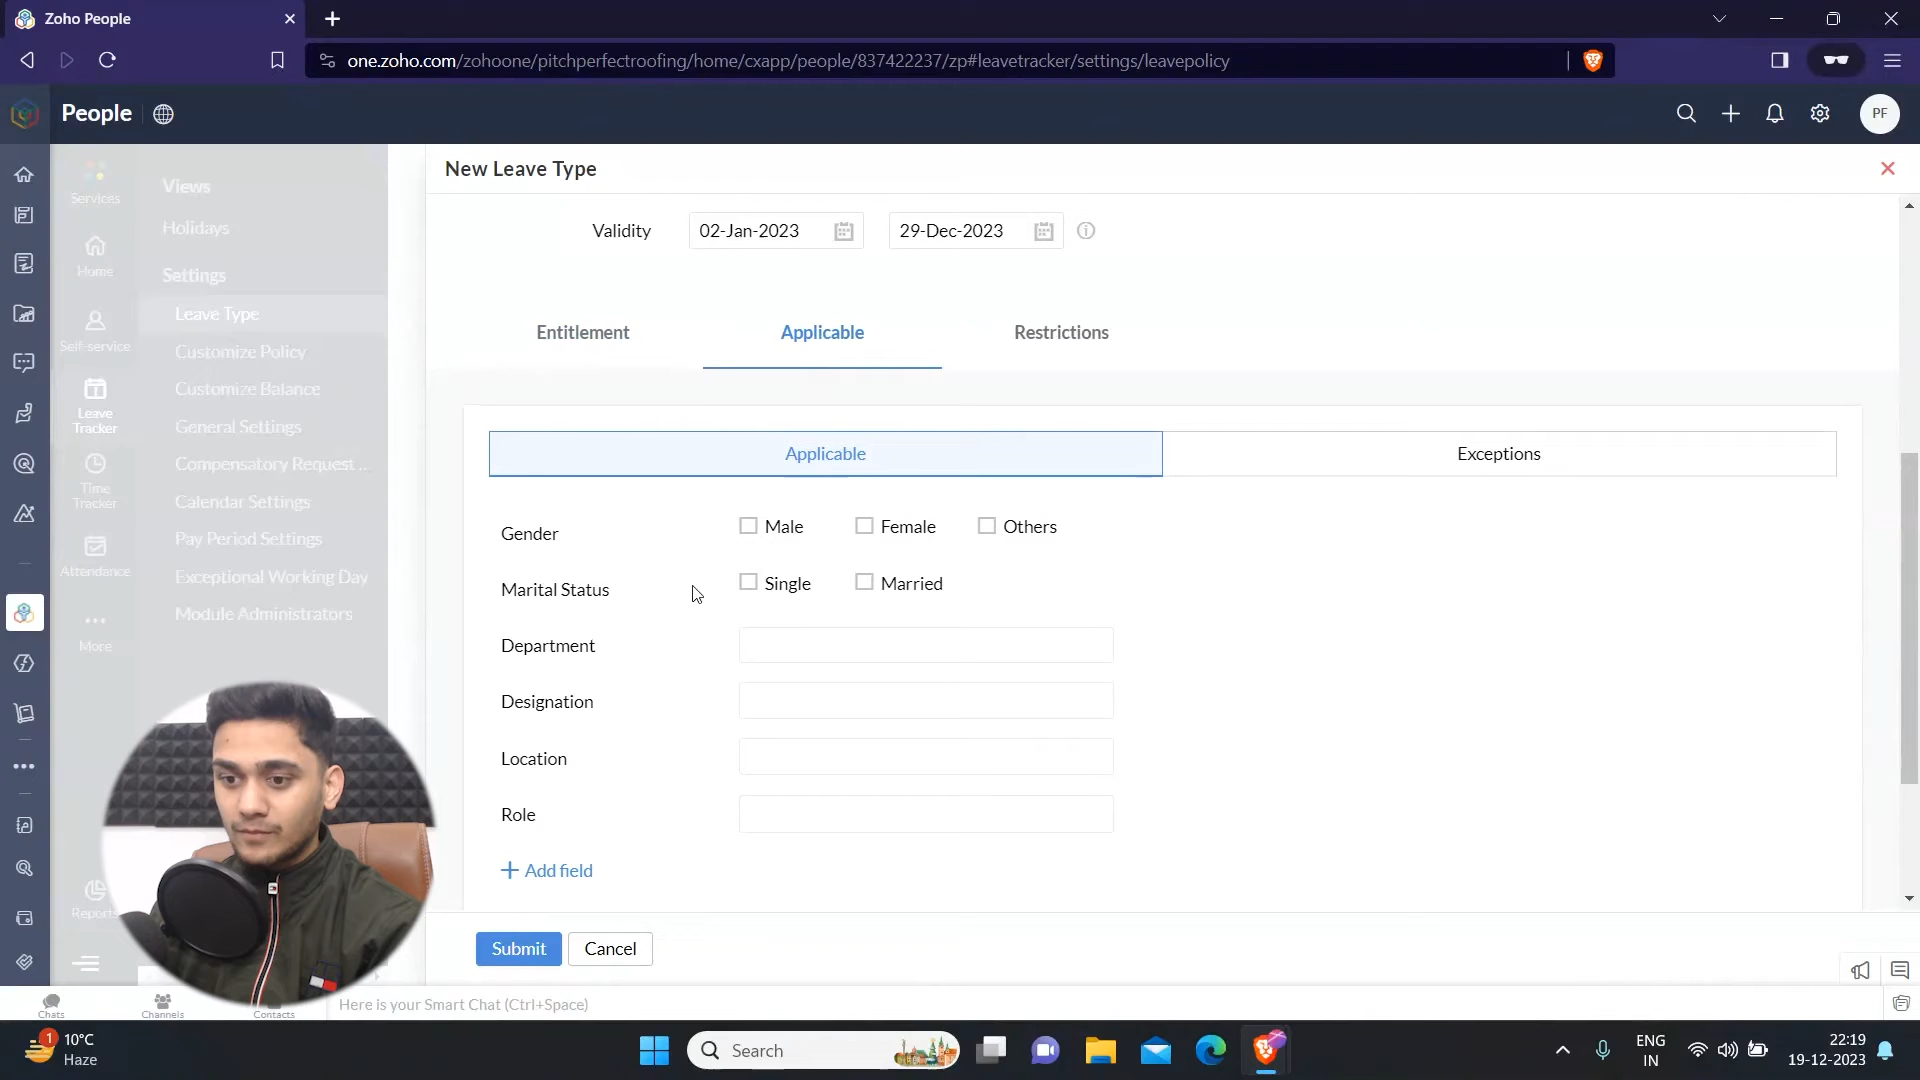 Zoho People
one.zoho.com/zohoone/pitchperfectroofing/home/cxapp/people/837422237/zp#leavetracker/settings/leavepolicy
People
PF
Services
Home
Self-service
Leave
Tracker
Time
Tracker
Attendance
More
Reports
Views
Holidays
Settings
Leave Type
Customize Policy
Customize Balance
General Settings
Compensatory Request ..
Calendar Settings
Pay Period Settings
Exceptional Working Day
Module Administrators
New Leave Type
Validity 02-Jan-2023 29-Dec-2023
Entitlement Applicable Restrictions
Applicable Exceptions
Gender Male Female Others
Marital Status Single Married
Department
Designation
Location
Role
+ Add field
Submit Cancel
Chats Channels Contacts Here is your Smart Chat (Ctrl+Space)
1
10°C
Haze
Search
ENG
IN
22:19
19-12-2023